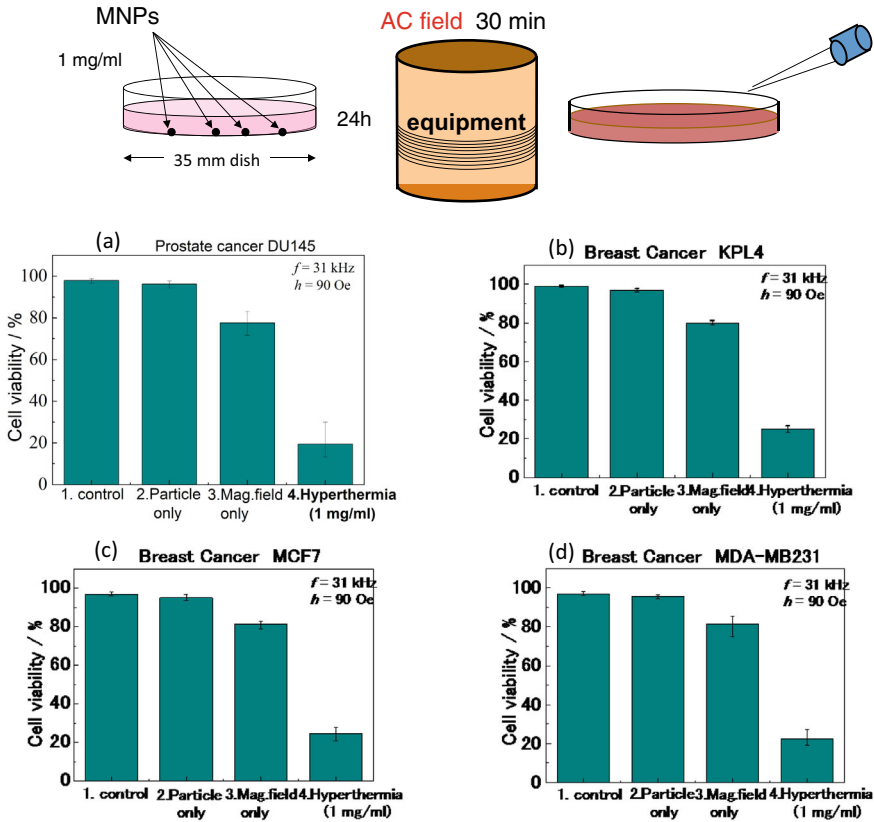 MNPs
1 mg/ml
24h
35 mm dish
AC field 30 min
equipment
(a)
Prostate cancer DU145
f = 31 kHz
h = 90 Oe
Cell viability / %
100
80
60
40
20
0
1. control
2.Particle only
3.Mag.field only
4.Hyperthermia (1 mg/ml)
(b)
Breast Cancer KPL4
f = 31 kHz
h = 90 Oe
Cell viability / %
100
80
60
40
20
0
1. control
2.Particle only
3.Mag.field only
4.Hyperthermia (1 mg/ml)
(c)
Breast Cancer MCF7
f = 31 kHz
h = 90 Oe
Cell viability / %
100
80
60
40
20
0
1. control
2.Particle only
3.Mag.field only
4.Hyperthermia (1 mg/ml)
(d)
Breast Cancer MDA-MB231
f = 31 kHz
h = 90 Oe
Cell viability / %
100
80
60
40
20
0
1. control
2.Particle only
3.Mag.field only
4.Hyperthermia (1 mg/ml)